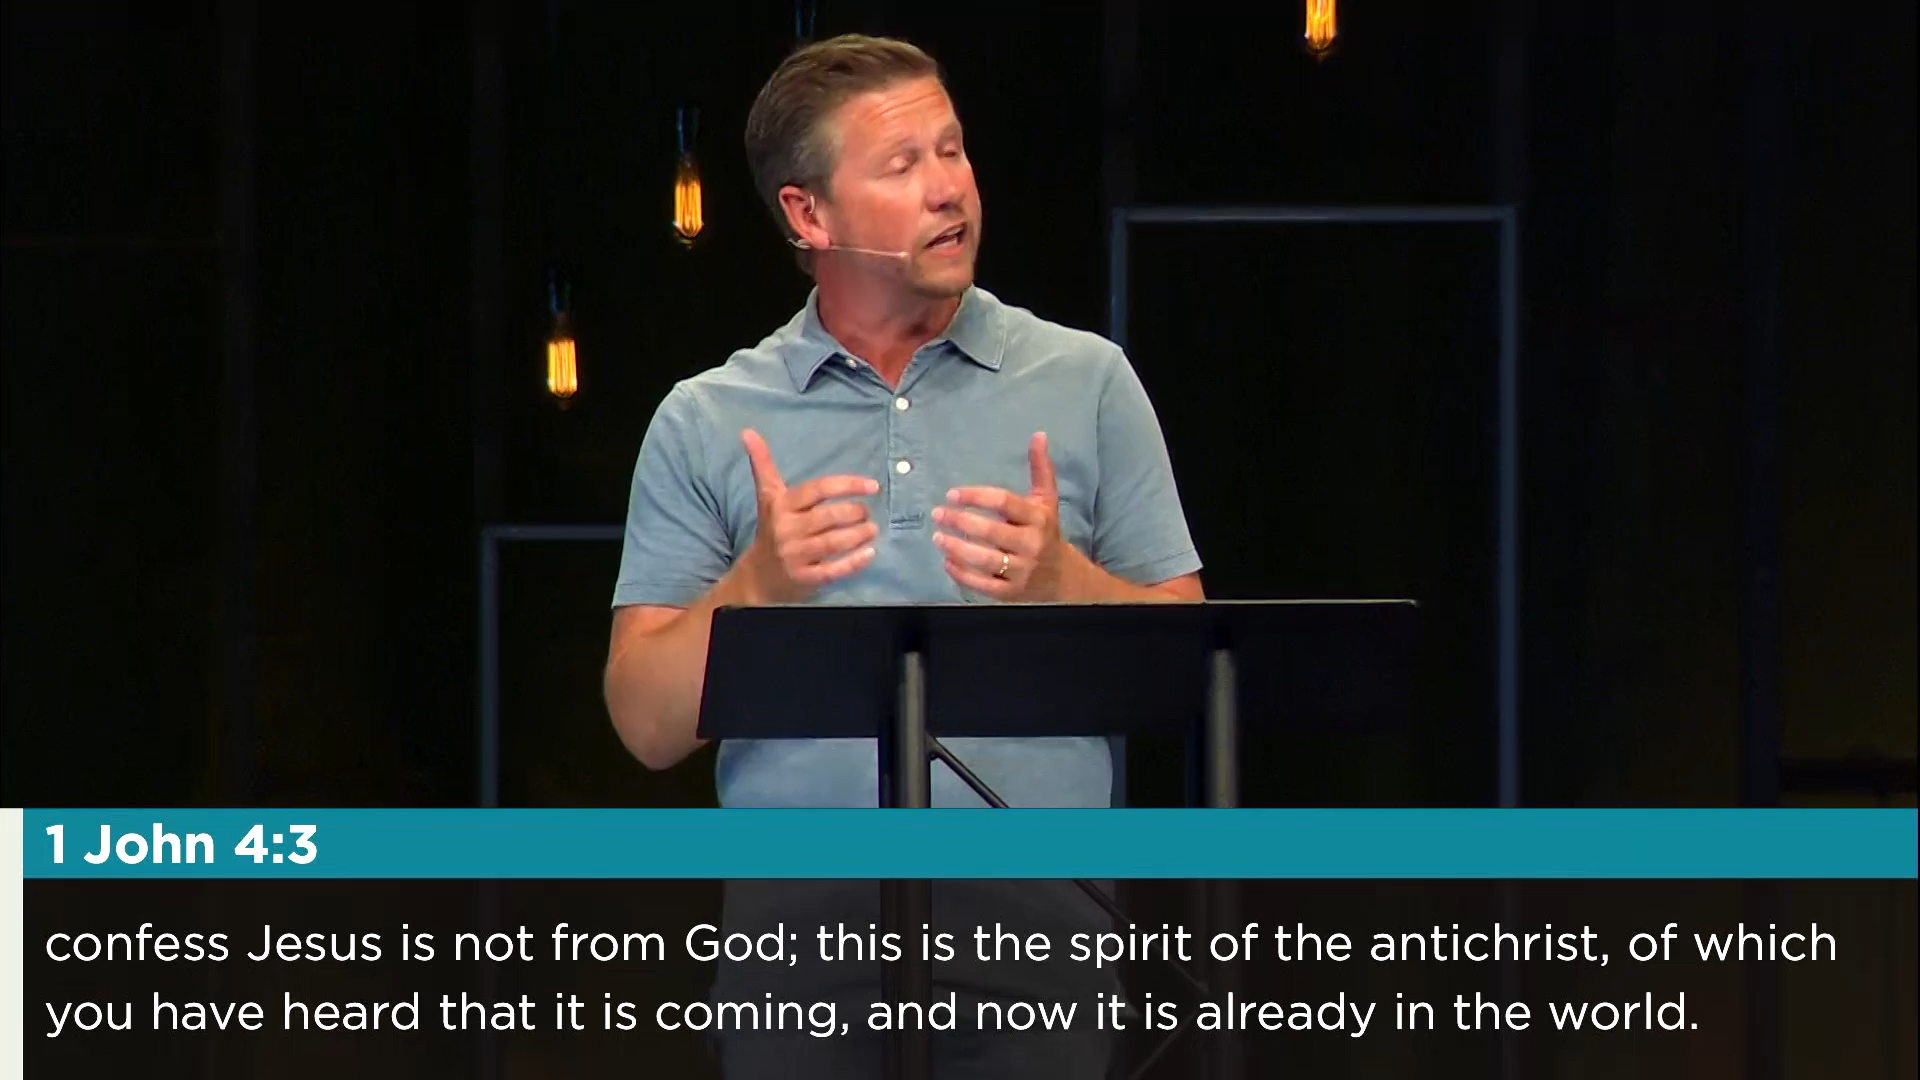 1 John 4:3
confess Jesus is not from God; this is the spirit of the antichrist, of which
you have heard that it is coming, and now it is already in the world.